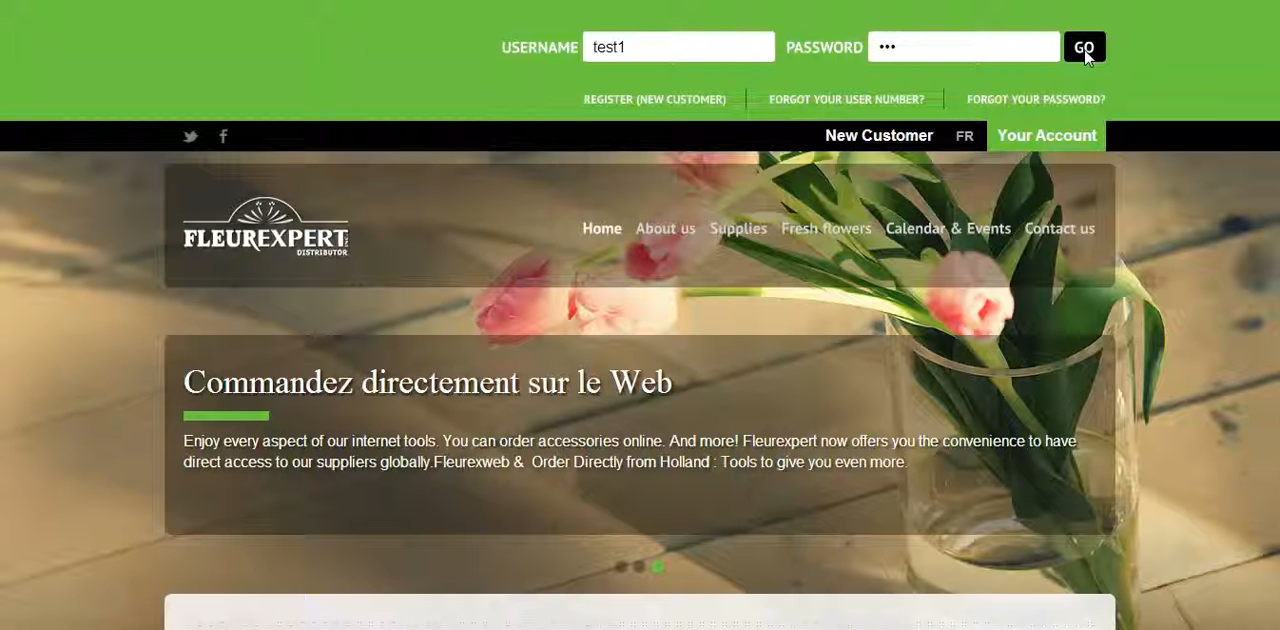 USERNAME test1 PASSWORD ••• GO
REGISTER (NEW CUSTOMER) FORGOT YOUR USER NUMBER? FORGOT YOUR PASSWORD?
New Customer FR Your Account
FLEUREXPERT
DISTRIBUTOR
Home About us Supplies Fresh flowers Calendar & Events Contact us
Commandez directement sur le Web
Enjoy every aspect of our internet tools. You can order accessories online. And more! Fleurexpert now offers you the convenience to have
direct access to our suppliers globally.Fleurexweb & Order Directly from Holland : Tools to give you even more.